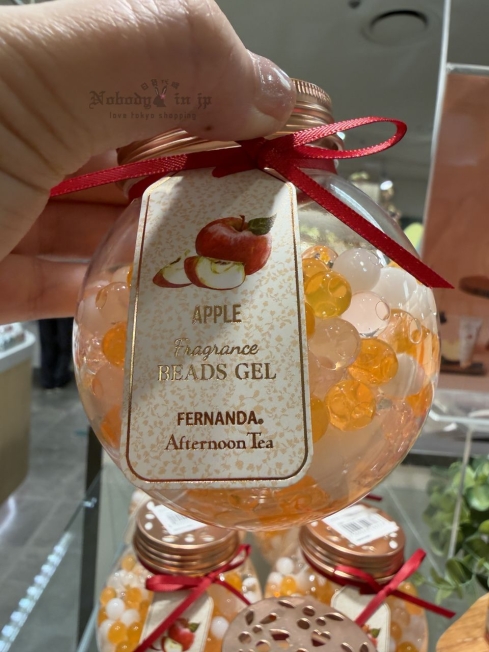 Nobody in jp
love tokyo shopping
APPLE
Fragrance
BEADS GEL
FERNANDA.
Afternoon Tea